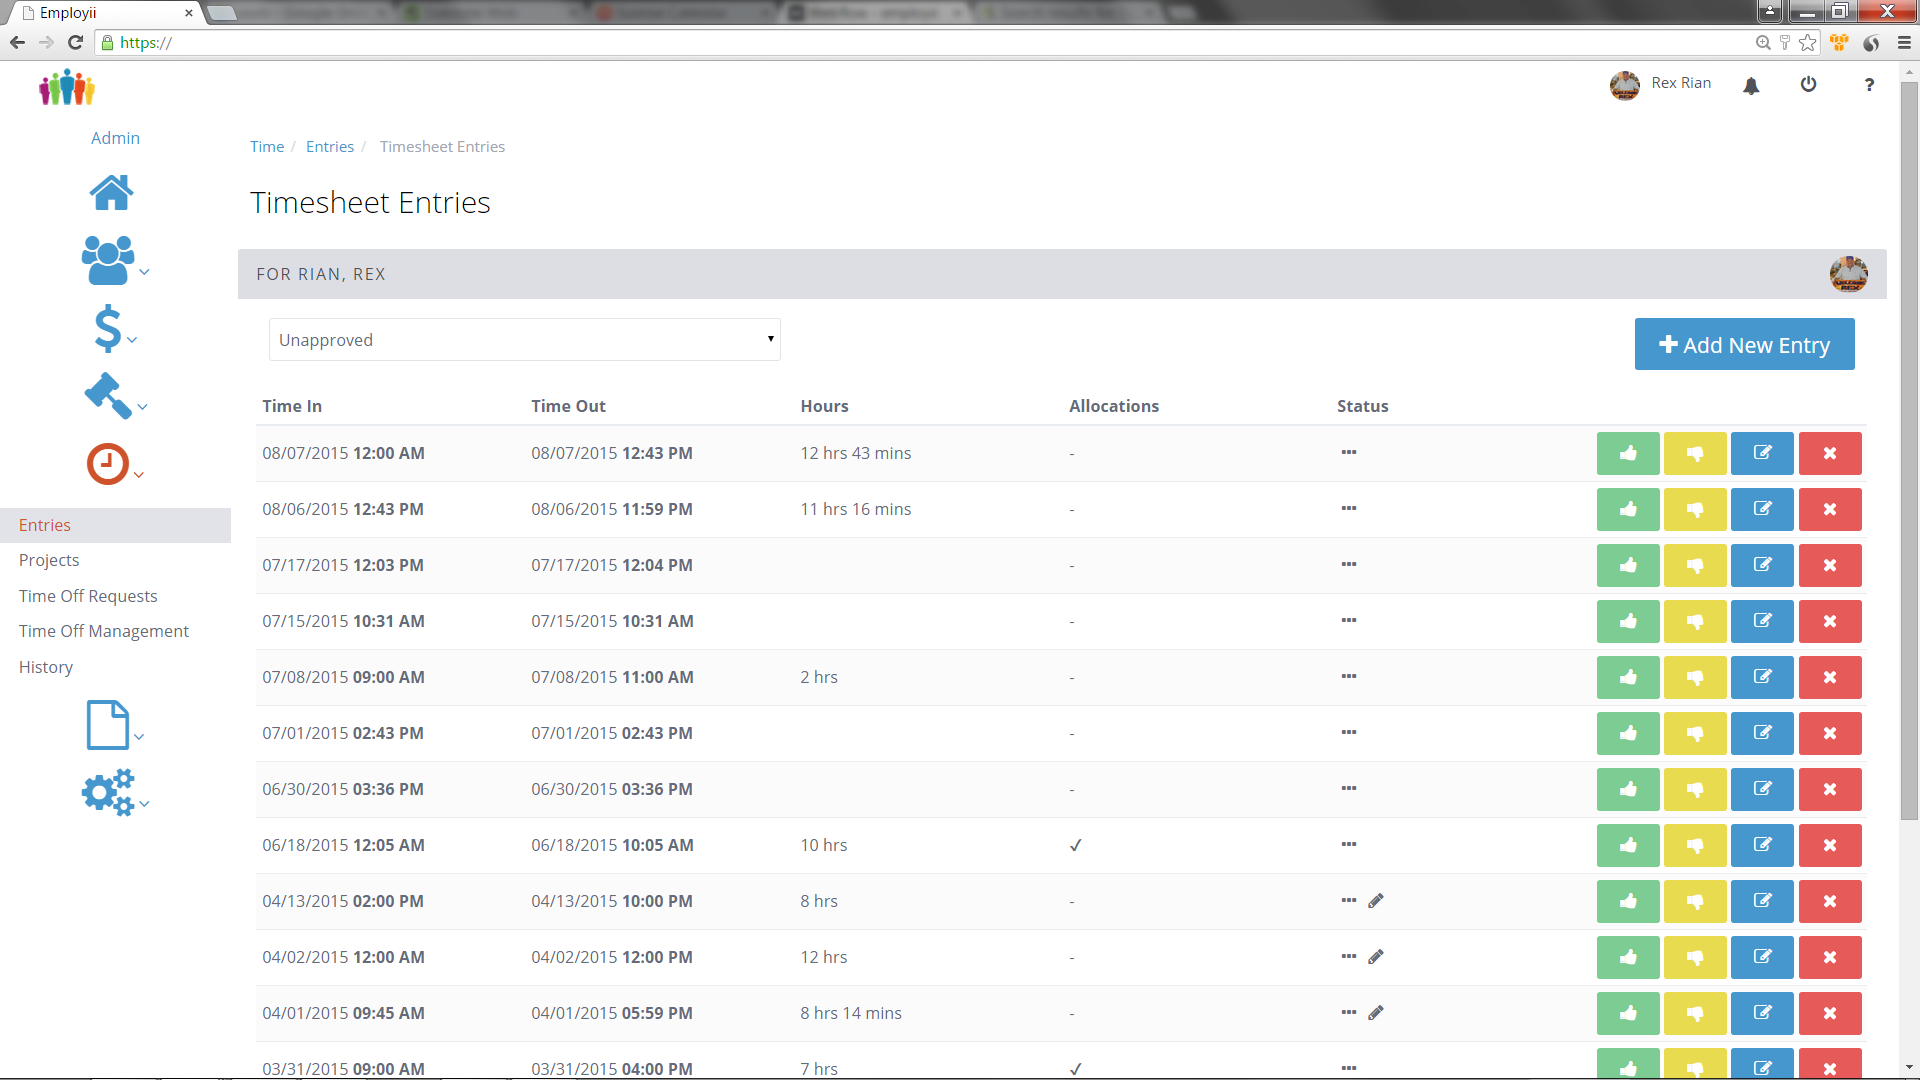 Employii
https://
Rex Rian
?
Admin
Time / Entries / Timesheet Entries
Timesheet Entries
FOR RIAN, REX
Unapproved
Add New Entry
Time In Time Out Hours Allocations Status
08/07/2015 12:00 AM 08/07/2015 12:43 PM 12 hrs 43 mins -
08/06/2015 12:43 PM 08/06/2015 11:59 PM 11 hrs 16 mins -
07/17/2015 12:03 PM 07/17/2015 12:04 PM -
07/15/2015 10:31 AM 07/15/2015 10:31 AM -
07/08/2015 09:00 AM 07/08/2015 11:00 AM 2 hrs -
07/01/2015 02:43 PM 07/01/2015 02:43 PM -
06/30/2015 03:36 PM 06/30/2015 03:36 PM -
06/18/2015 12:05 AM 06/18/2015 10:05 AM 10 hrs ✓
04/13/2015 02:00 PM 04/13/2015 10:00 PM 8 hrs -
04/02/2015 12:00 AM 04/02/2015 12:00 PM 12 hrs -
04/01/2015 09:45 AM 04/01/2015 05:59 PM 8 hrs 14 mins -
03/31/2015 09:00 AM 03/31/2015 04:00 PM 7 hrs ✓
Entries
Projects
Time Off Requests
Time Off Management
History